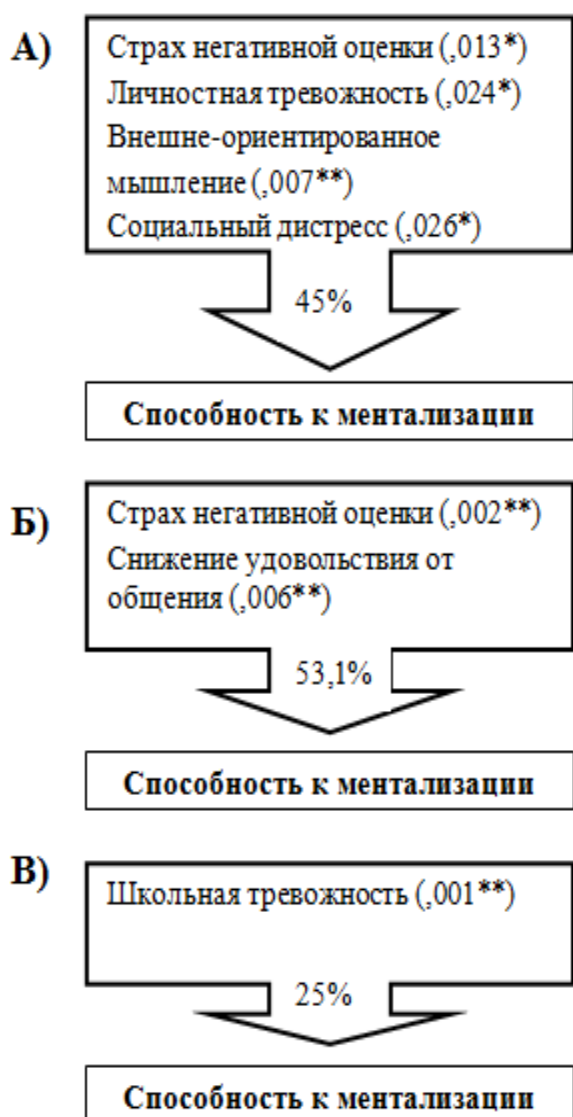 А)
Страх негативной оценки (,013*)
Личностная тревожность (,024*)
Внешне-ориентированное
мышление (,007**)
Социальный дистресс (,026*)
45%
Способность к ментализации
Б)
Страх негативной оценки (,002**)
Снижение удовольствия от
общения (,006**)
53,1%
Способность к ментализации
В)
Школьная тревожность (,001**)
25%
Способность к ментализации